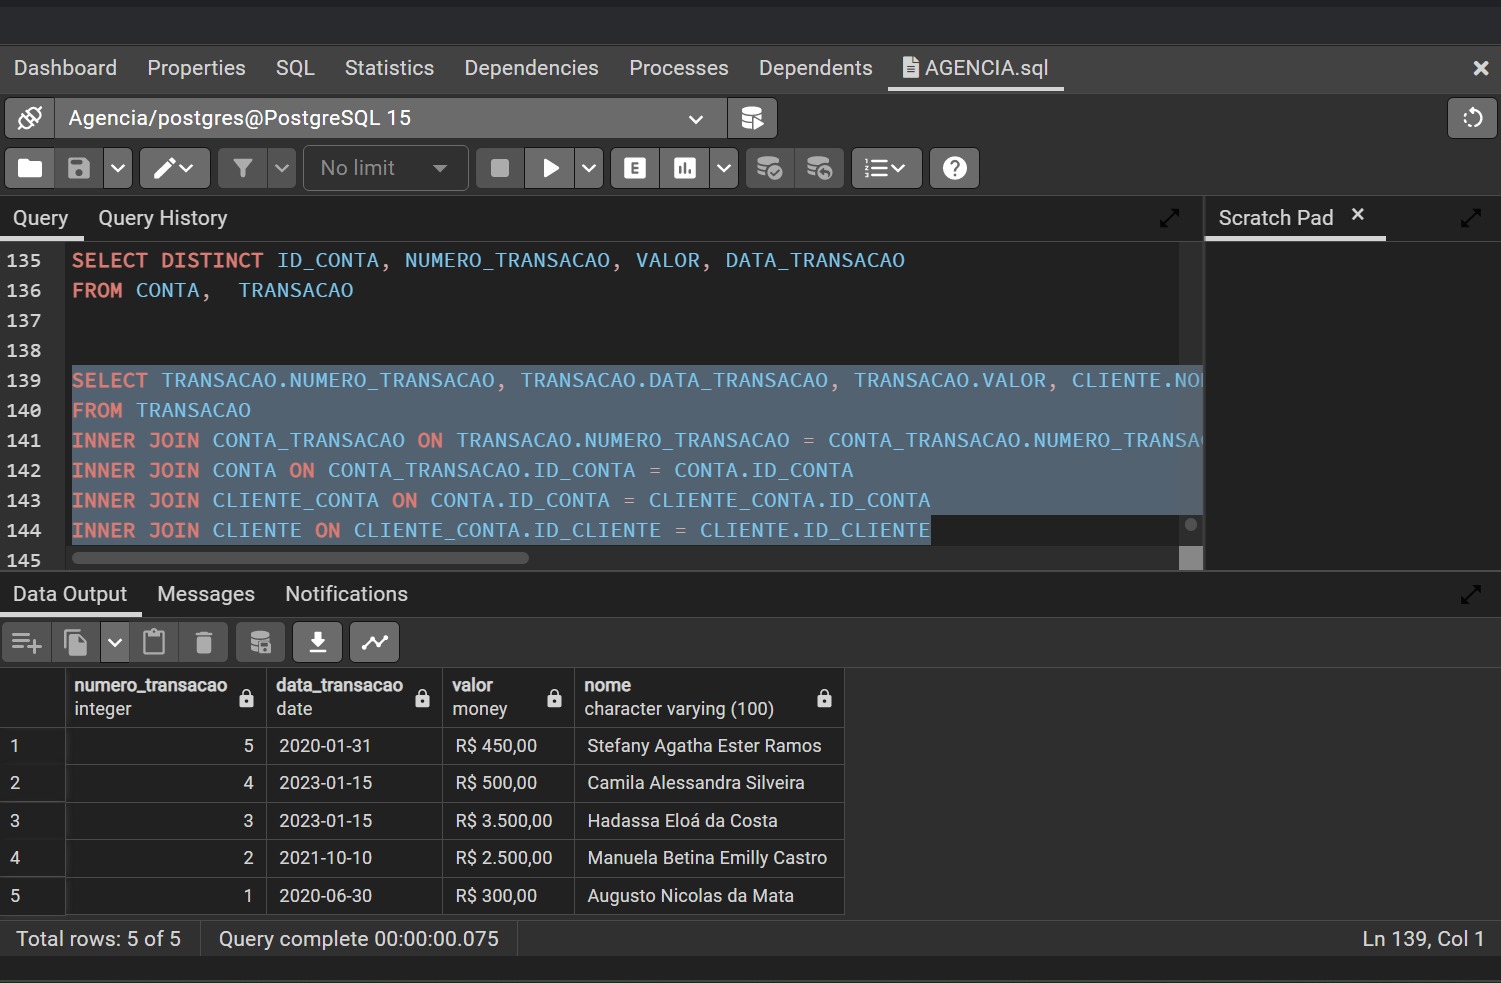 Dashboard Properties SQL Statistics Dependencies Processes Dependents AGENCIA.sql
Agencia/postgres@PostgreSQL 15
No limit E
Query Query History Scratch Pad
135 SELECT DISTINCT ID_CONTA, NUMERO_TRANSACAO, VALOR, DATA_TRANSACAO
136 FROM CONTA,  TRANSACAO
137
138
139 SELECT TRANSACAO.NUMERO_TRANSACAO, TRANSACAO.DATA_TRANSACAO, TRANSACAO.VALOR, CLIENTE.NO
140 FROM TRANSACAO
141 INNER JOIN CONTA_TRANSACAO ON TRANSACAO.NUMERO_TRANSACAO = CONTA_TRANSACAO.NUMERO_TRANSA
142 INNER JOIN CONTA ON CONTA_TRANSACAO.ID_CONTA = CONTA.ID_CONTA
143 INNER JOIN CLIENTE_CONTA ON CONTA.ID_CONTA = CLIENTE_CONTA.ID_CONTA
144 INNER JOIN CLIENTE ON CLIENTE_CONTA.ID_CLIENTE = CLIENTE.ID_CLIENTE
145
Data Output Messages Notifications
numero_transacao data_transacao valor nome
integer date money character varying (100)
1 5 2020-01-31 R$ 450,00 Stefany Agatha Ester Ramos
2 4 2023-01-15 R$ 500,00 Camila Alessandra Silveira
3 3 2023-01-15 R$ 3.500,00 Hadassa Eloá da Costa
4 2 2021-10-10 R$ 2.500,00 Manuela Betina Emilly Castro
5 1 2020-06-30 R$ 300,00 Augusto Nicolas da Mata
Total rows: 5 of 5 Query complete 00:00:00.075 Ln 139, Col 1